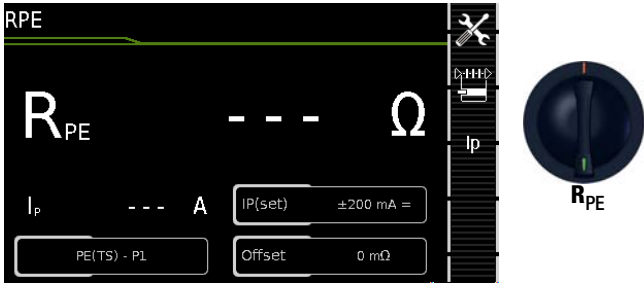 RPE
RPE - - - Ω
Ip
IP - - - A IP(set) ±200 mA =
PE(TS) - P1 Offset 0 mΩ
RPE